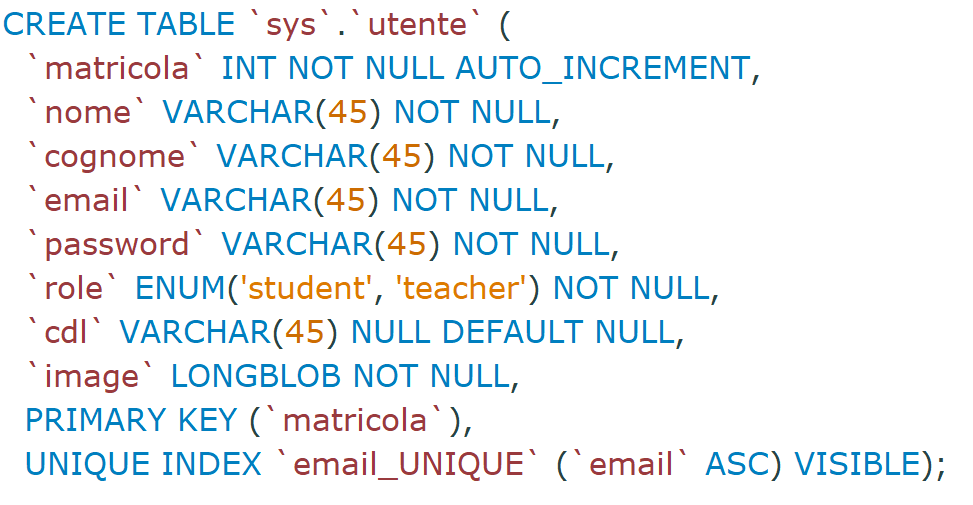 CREATE TABLE `sys`.`utente` (
`matricola` INT NOT NULL AUTO_INCREMENT,
`nome` VARCHAR(45) NOT NULL,
`cognome` VARCHAR(45) NOT NULL,
`email` VARCHAR(45) NOT NULL,
`password` VARCHAR(45) NOT NULL,
`role` ENUM('student', 'teacher') NOT NULL,
`cdl` VARCHAR(45) NULL DEFAULT NULL,
`image` LONGBLOB NOT NULL,
PRIMARY KEY (`matricola`),
UNIQUE INDEX `email_UNIQUE` (`email` ASC) VISIBLE);